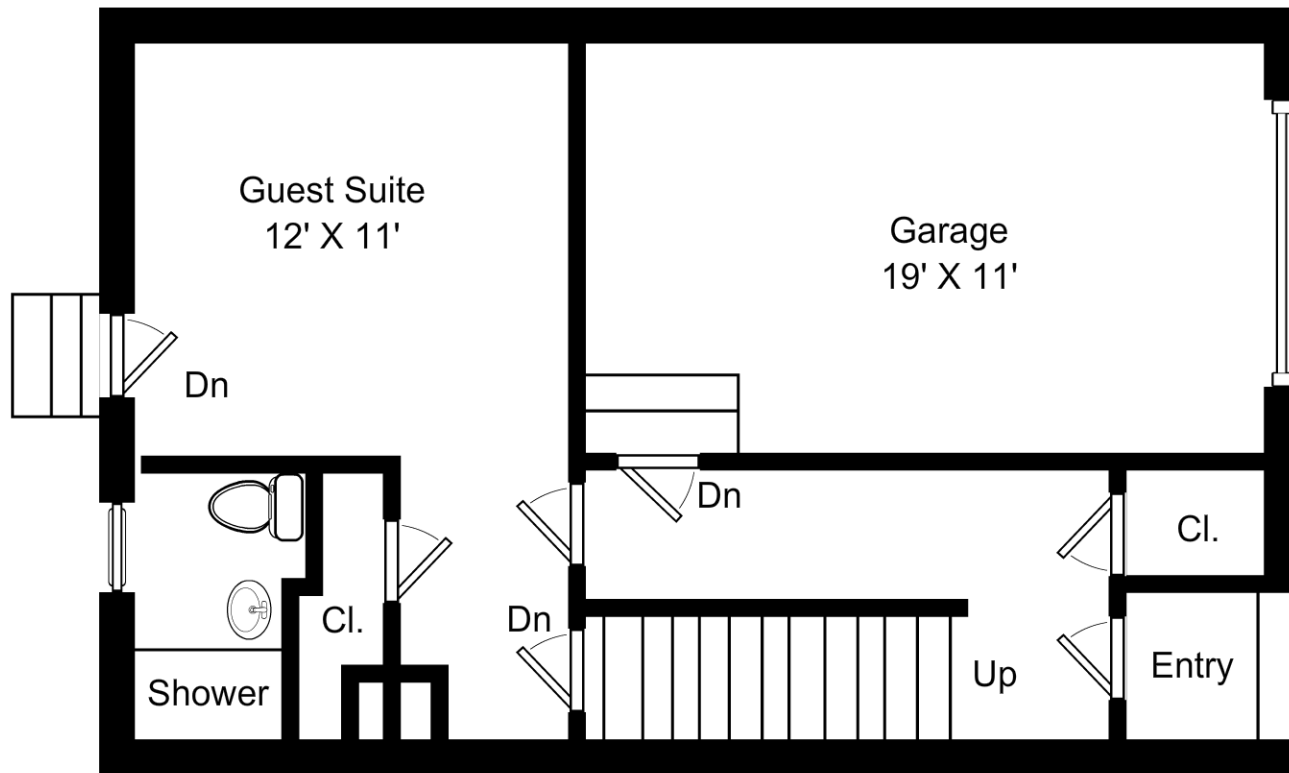 Guest Suite
12' X 11'
Garage
19' X 11'
Dn
Dn
Cl.
Cl.
Dn
Up
Entry
Shower